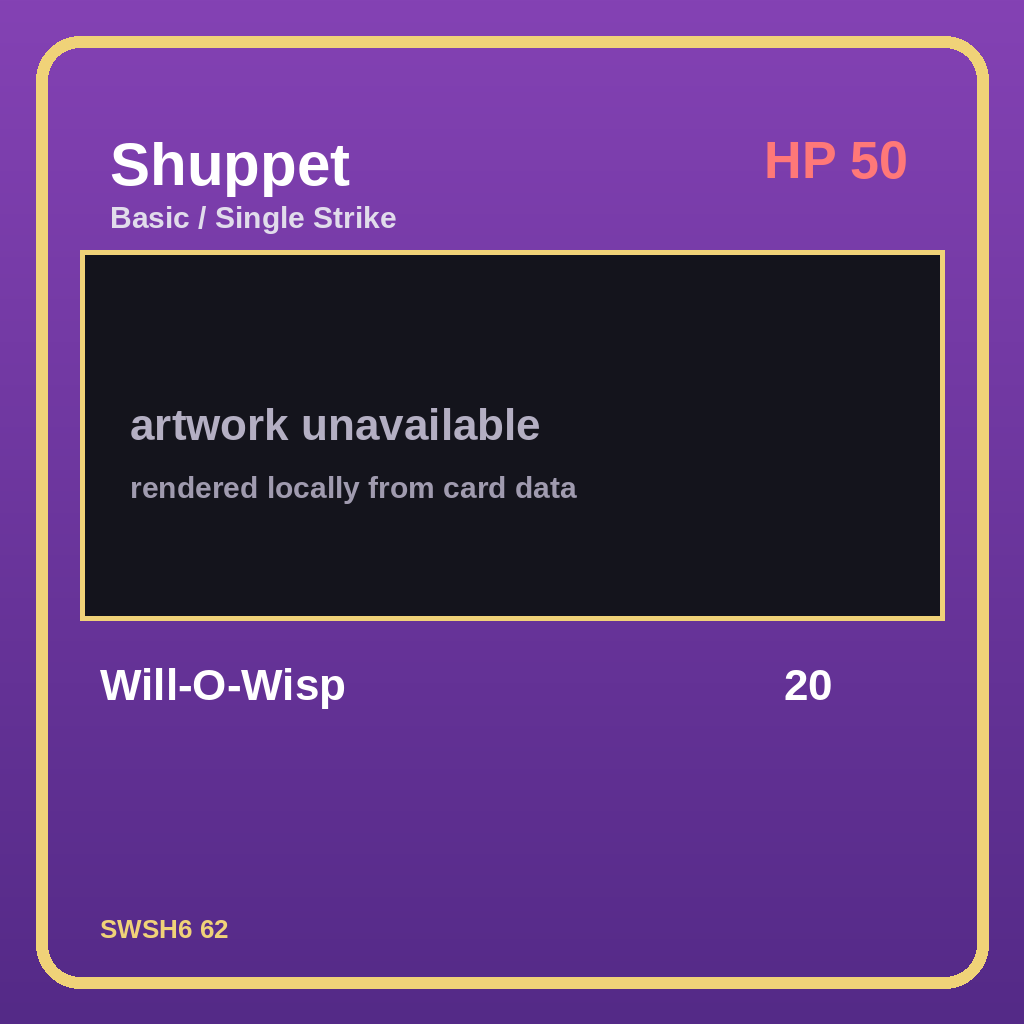 Shuppet
HP 50
Basic / Single Strike
artwork unavailable
rendered locally from card data
Will-O-Wisp 20
SWSH6 62